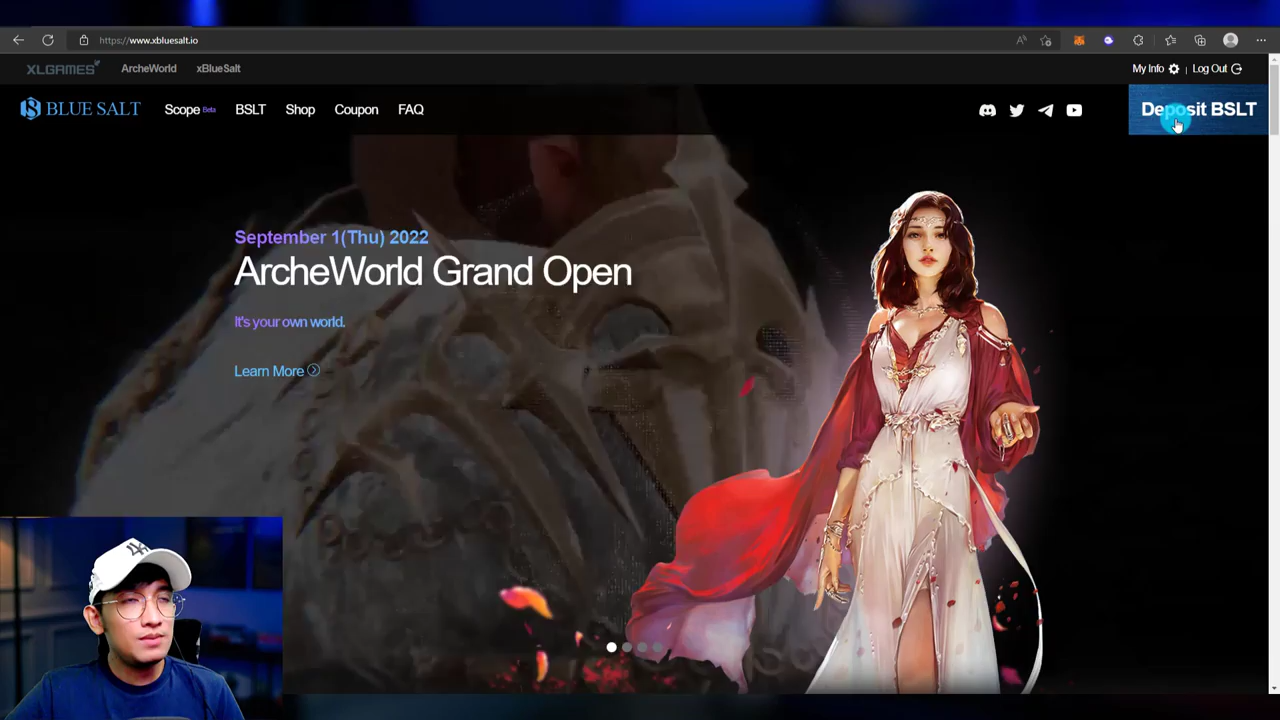 https://www.xbluesalt.io
XLGAMES ArcheWorld xBlueSalt My Info | Log Out
BLUE SALT Scope Beta BSLT Shop Coupon FAQ Deposit BSLT
September 1(Thu) 2022
ArcheWorld Grand Open
It's your own world.
Learn More